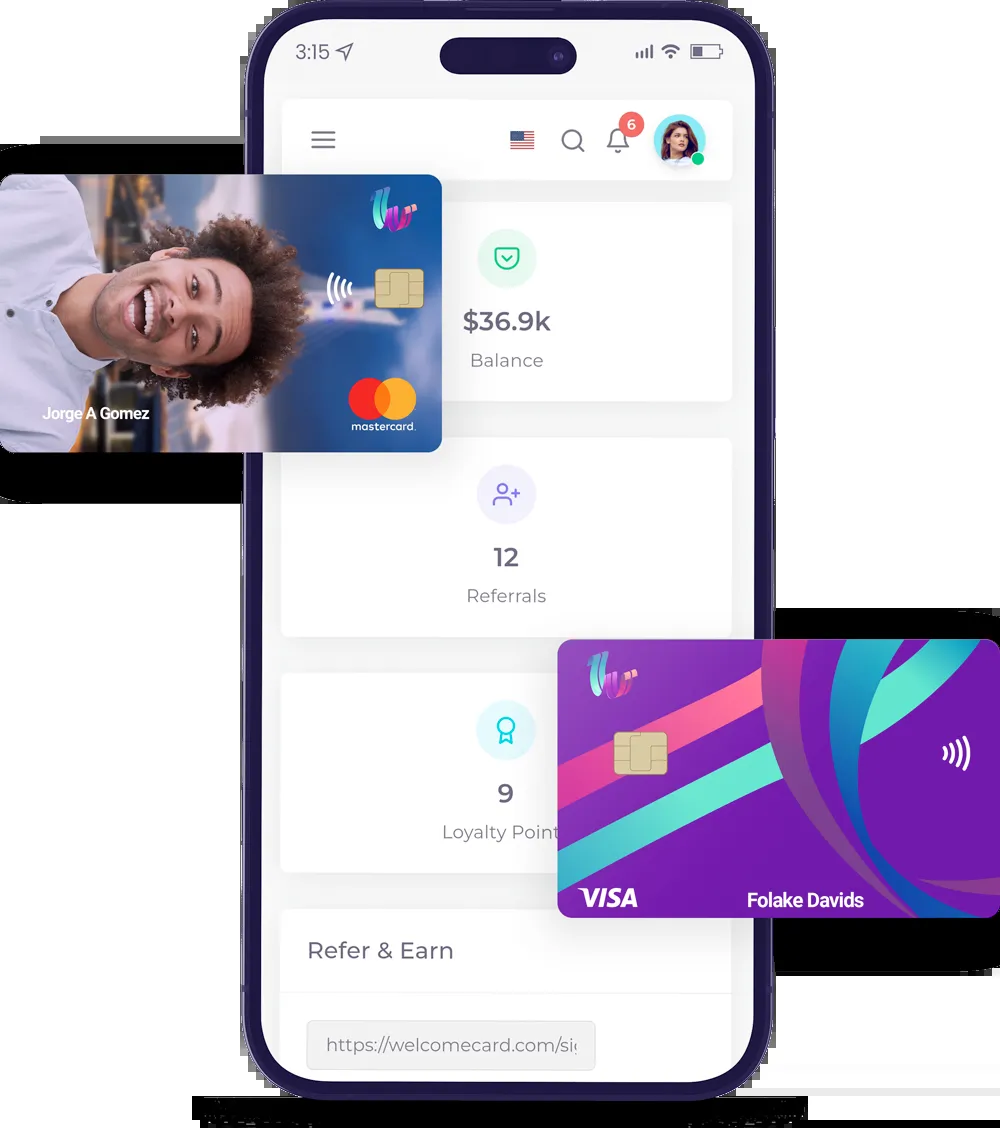 3:15
6
$36.9k
Balance
Jorge A Gomez
mastercard.
12
Referrals
9
Loyalty Point
VISA
Folake Davids
Refer & Earn
https://welcomecard.com/si